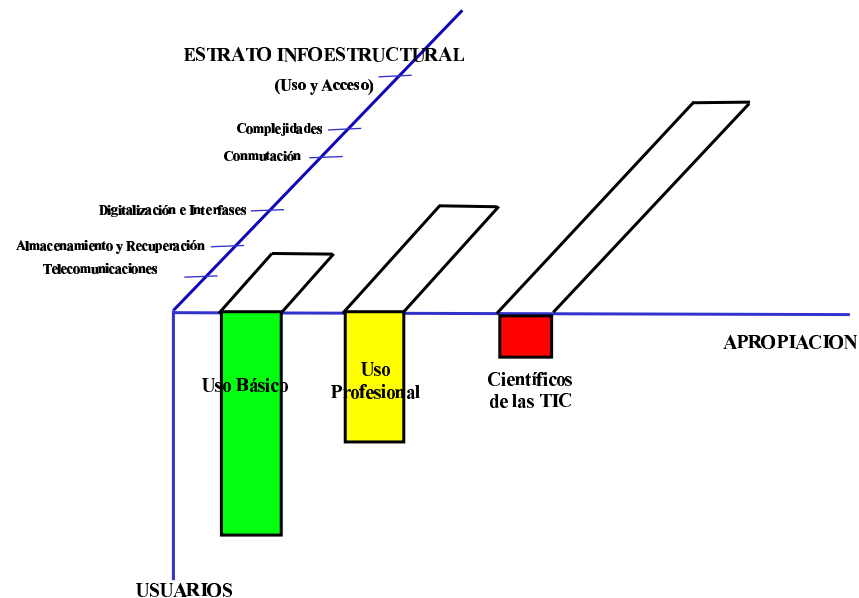 ESTRATO INFOESTRUCTURAL
(Uso y Acceso)
Complejidades
Conmutación
Digitalización e Interfases
Almacenamiento y Recuperación
Telecomunicaciones
APROPIACION
Uso Básico
Uso
Profesional
Científicos
de las TIC
USUARIOS